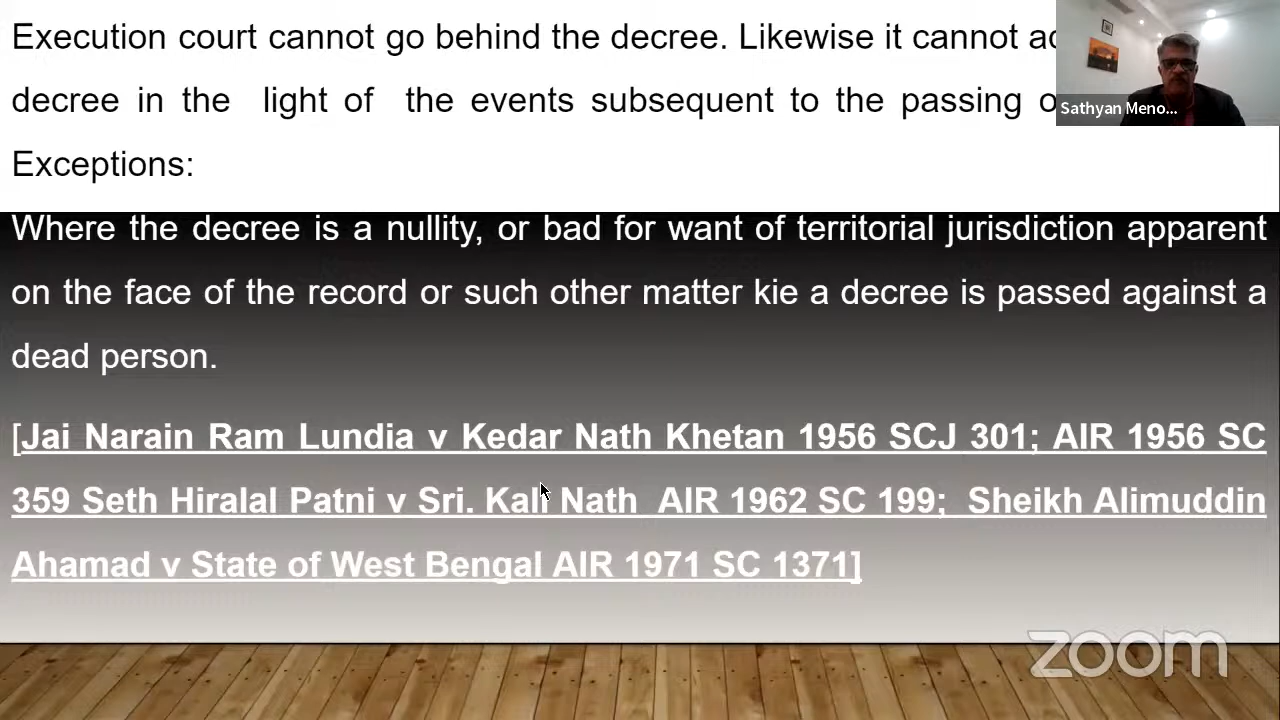 Execution court cannot go behind the decree. Likewise it cannot
decree in the light of the events subsequent to the passing
Exceptions:
Where the decree is a nullity, or bad for want of territorial jurisdiction apparent
on the face of the record or such other matter kie a decree is passed against a
dead person.
[Jai Narain Ram Lundia v Kedar Nath Khetan 1956 SCJ 301; AIR 1956 SC
359 Seth Hiralal Patni v Sri. Kali Nath AIR 1962 SC 199; Sheikh Alimuddin
Ahamad v State of West Bengal AIR 1971 SC 1371]
Sathyan Meno...
zoom